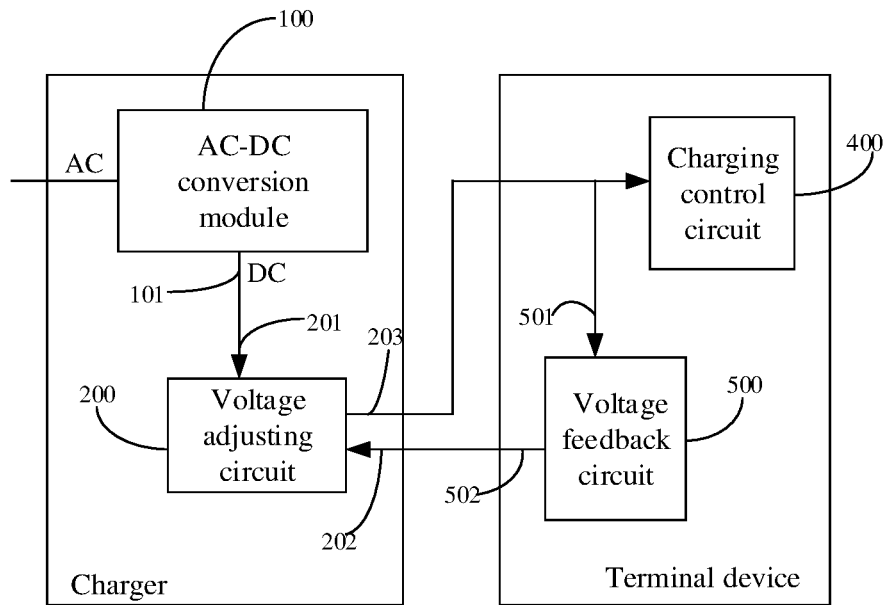 100
AC
AC-DC
conversion
module
Charging
control
circuit
400
DC
101
201
203
501
200
Voltage
adjusting
circuit
Voltage
feedback
circuit
500
502
202
Charger
Terminal device